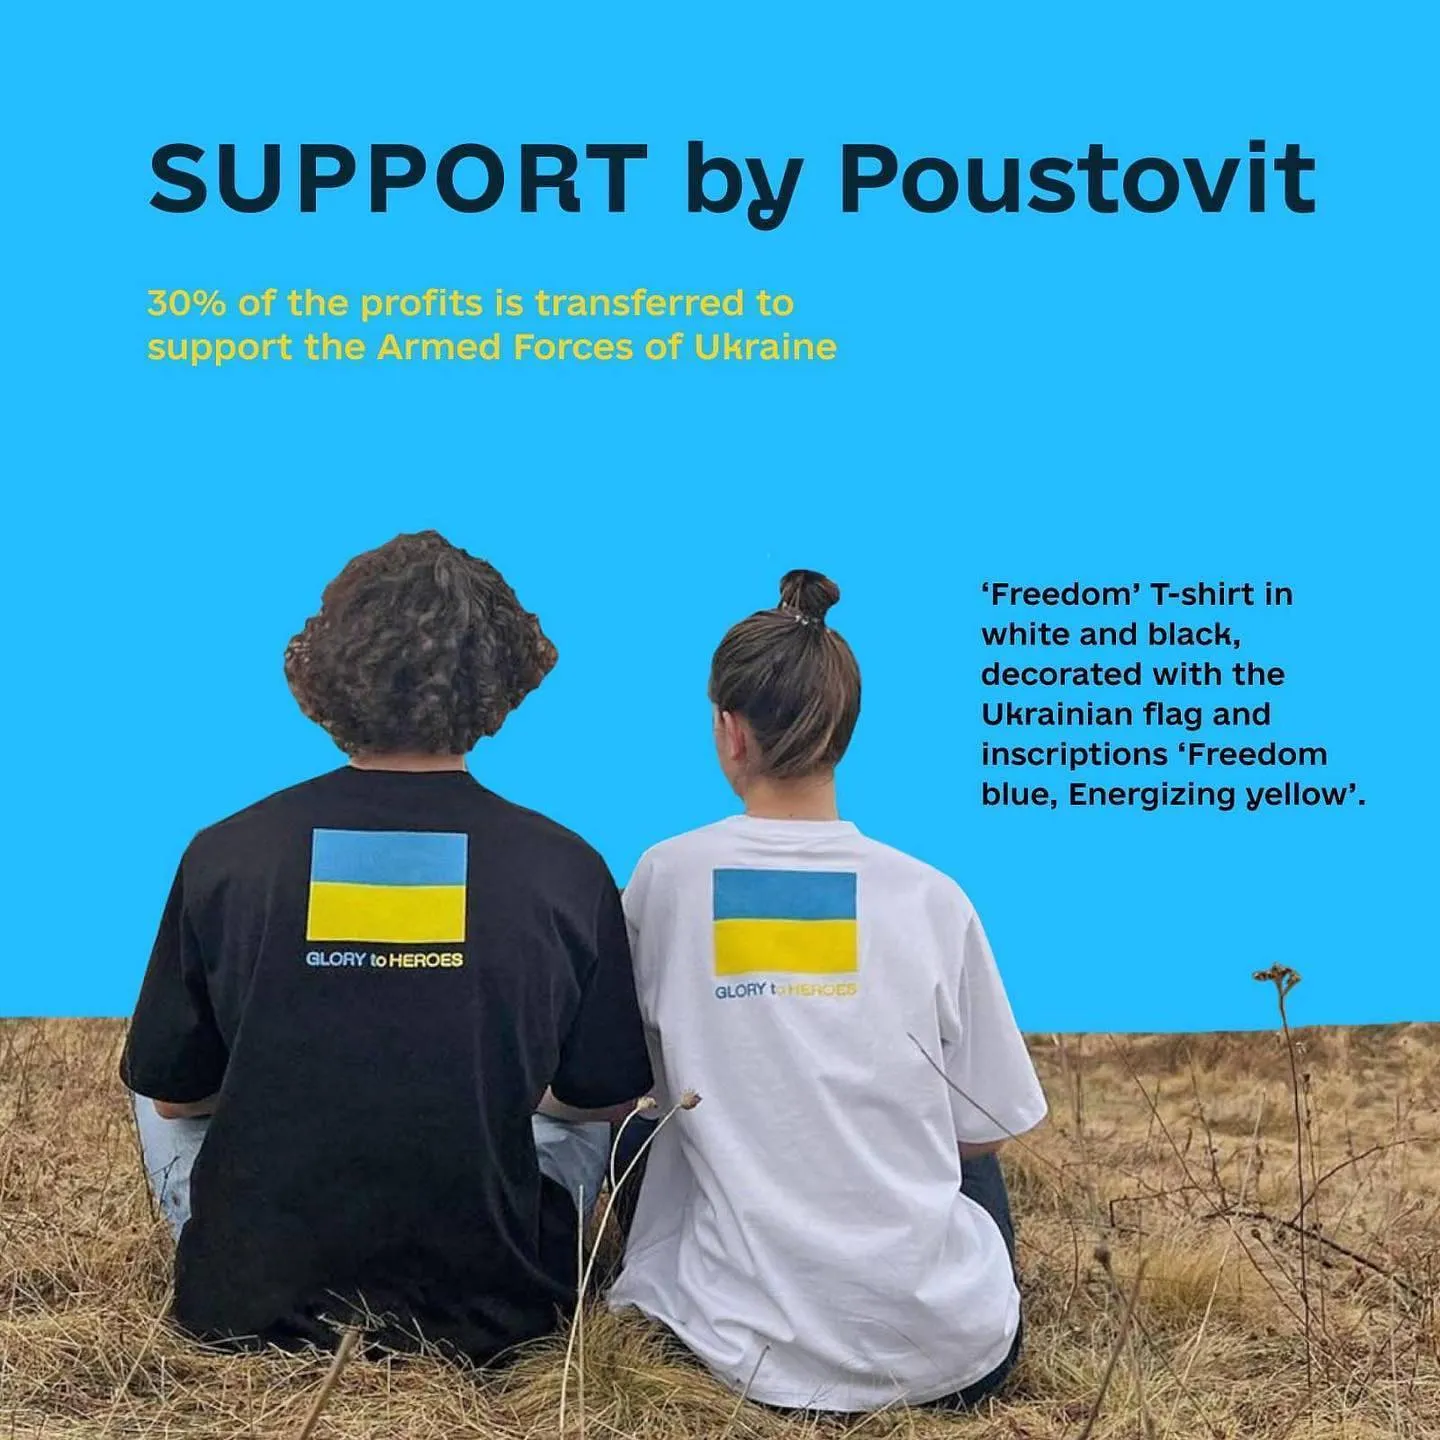 SUPPORT by Poustovit
30% of the profits is transferred to
support the Armed Forces of Ukraine
‘Freedom’ T-shirt in
white and black,
decorated with the
Ukrainian flag and
inscriptions ‘Freedom
blue, Energizing yellow’.
GLORY to HEROES
GLORY to HEROES